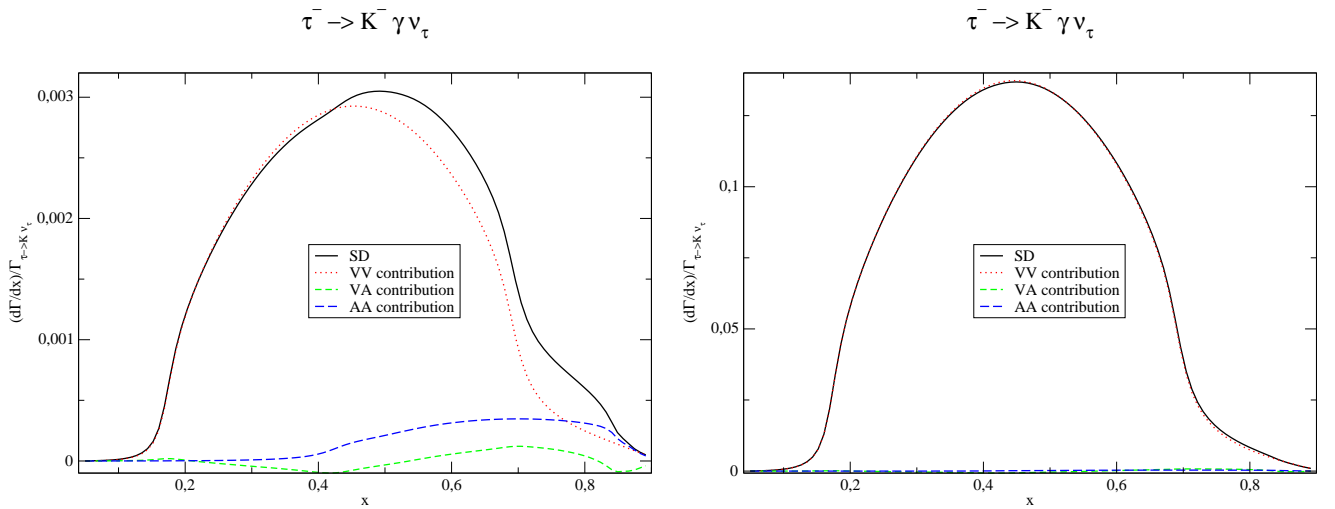 τ⁻ −> K⁻ γ ν_τ
0,003
0,002
0,001
0
(dΓ/dx)/Γ_τ−>K ν_τ
SD
VV contribution
VA contribution
AA contribution
0,2 0,4 0,6 0,8
x
τ⁻ −> K⁻ γ ν_τ
0,1
0,05
0
(dΓ/dx)/Γ_τ−>K ν_τ
SD
VV contribution
VA contribution
AA contribution
0,2 0,4 0,6 0,8
x